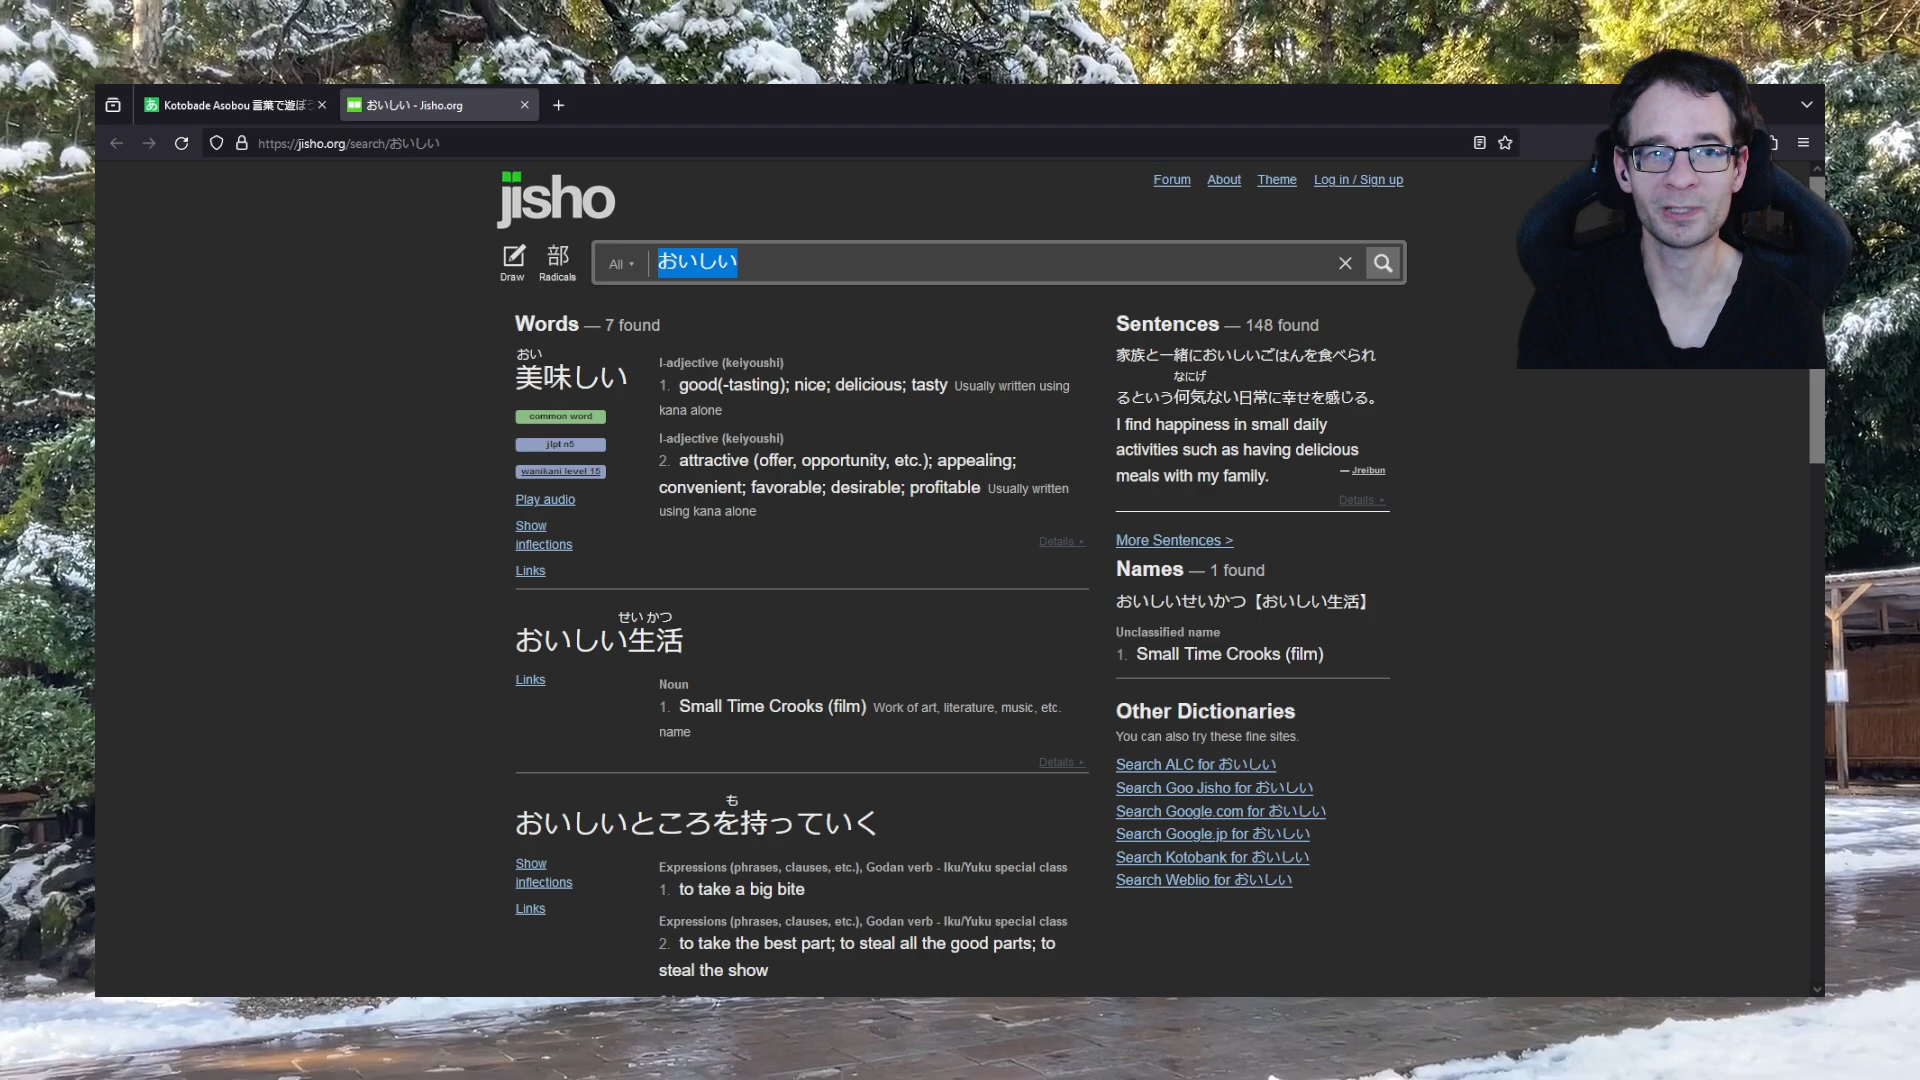 Kotobade Asobou 言葉で遊ぼう
おいしい - Jisho.org
https://jisho.org/search/おいしい
jisho
Forum About Theme Log in / Sign up
Draw
部
Radicals
All
おいしい
Words — 7 found
おい
美味しい
common word
jlpt n5
wanikani level 15
Play audio
Show
inflections
Links
I-adjective (keiyoushi)
1. good(-tasting); nice; delicious; tasty Usually written using
kana alone
I-adjective (keiyoushi)
2. attractive (offer, opportunity, etc.); appealing;
convenient; favorable; desirable; profitable Usually written
using kana alone
Details
せい かつ
おいしい生活
Links
Noun
1. Small Time Crooks (film) Work of art, literature, music, etc.
name
Details
も
おいしいところを持っていく
Show
inflections
Links
Expressions (phrases, clauses, etc.), Godan verb - Iku/Yuku special class
1. to take a big bite
Expressions (phrases, clauses, etc.), Godan verb - Iku/Yuku special class
2. to take the best part; to steal all the good parts; to
steal the show
Sentences — 148 found
家族と一緒においしいごはんを食べられ
なにげ
るという何気ない日常に幸せを感じる。
I find happiness in small daily
activities such as having delicious
meals with my family.
— Jreibun
Details
More Sentences >
Names — 1 found
おいしいせいかつ【おいしい生活】
Unclassified name
1. Small Time Crooks (film)
Other Dictionaries
You can also try these fine sites.
Search ALC for おいしい
Search Goo Jisho for おいしい
Search Google.com for おいしい
Search Google.jp for おいしい
Search Kotobank for おいしい
Search Weblio for おいしい